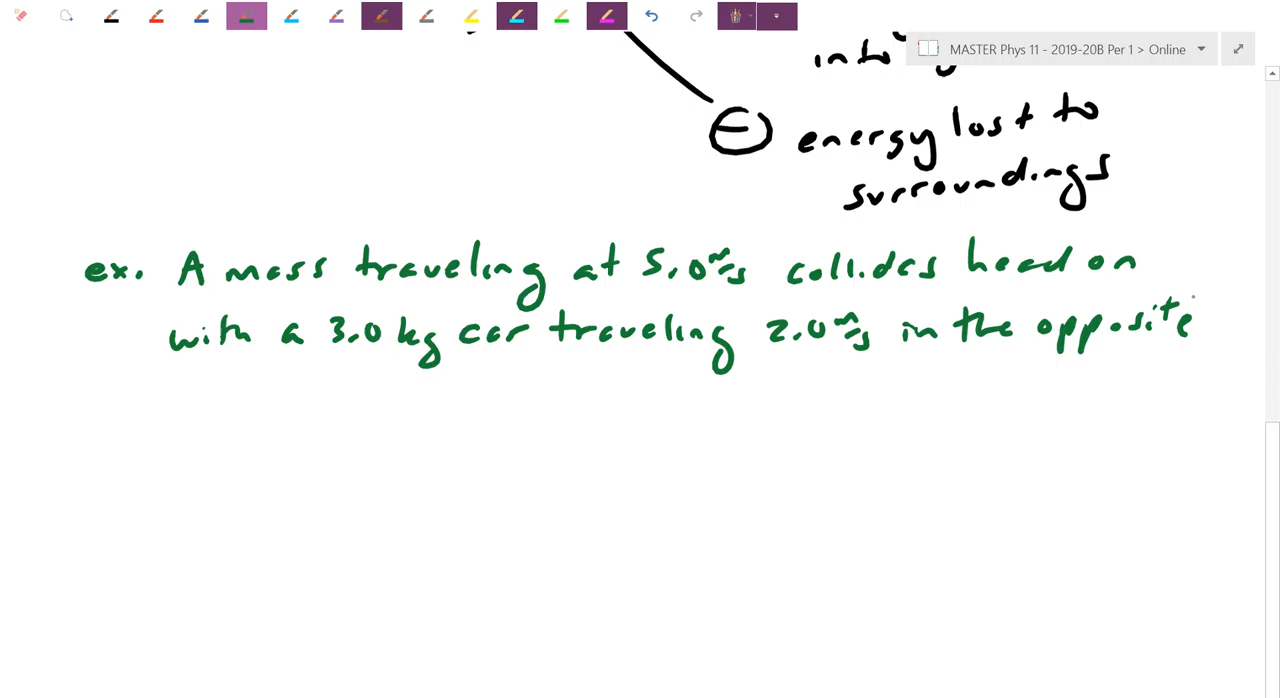 MASTER Phys 11 - 2019-20B Per 1 > Online
into
⊖ energy lost to
surroundings
ex. A mass traveling at 5.0 m/s collides head on
with a 3.0 kg car traveling 2.0 m/s in the opposite